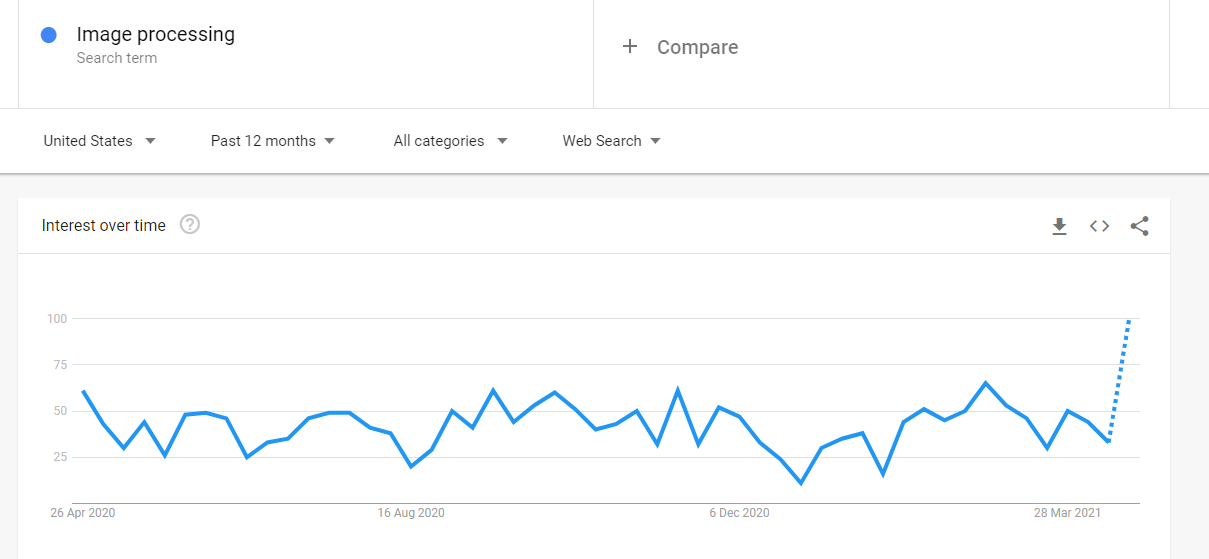 Image processing
Search term
+ Compare
United States
Past 12 months
All categories
Web Search
Interest over time ?
100
75
50
25
26 Apr 2020
16 Aug 2020
6 Dec 2020
28 Mar 2021